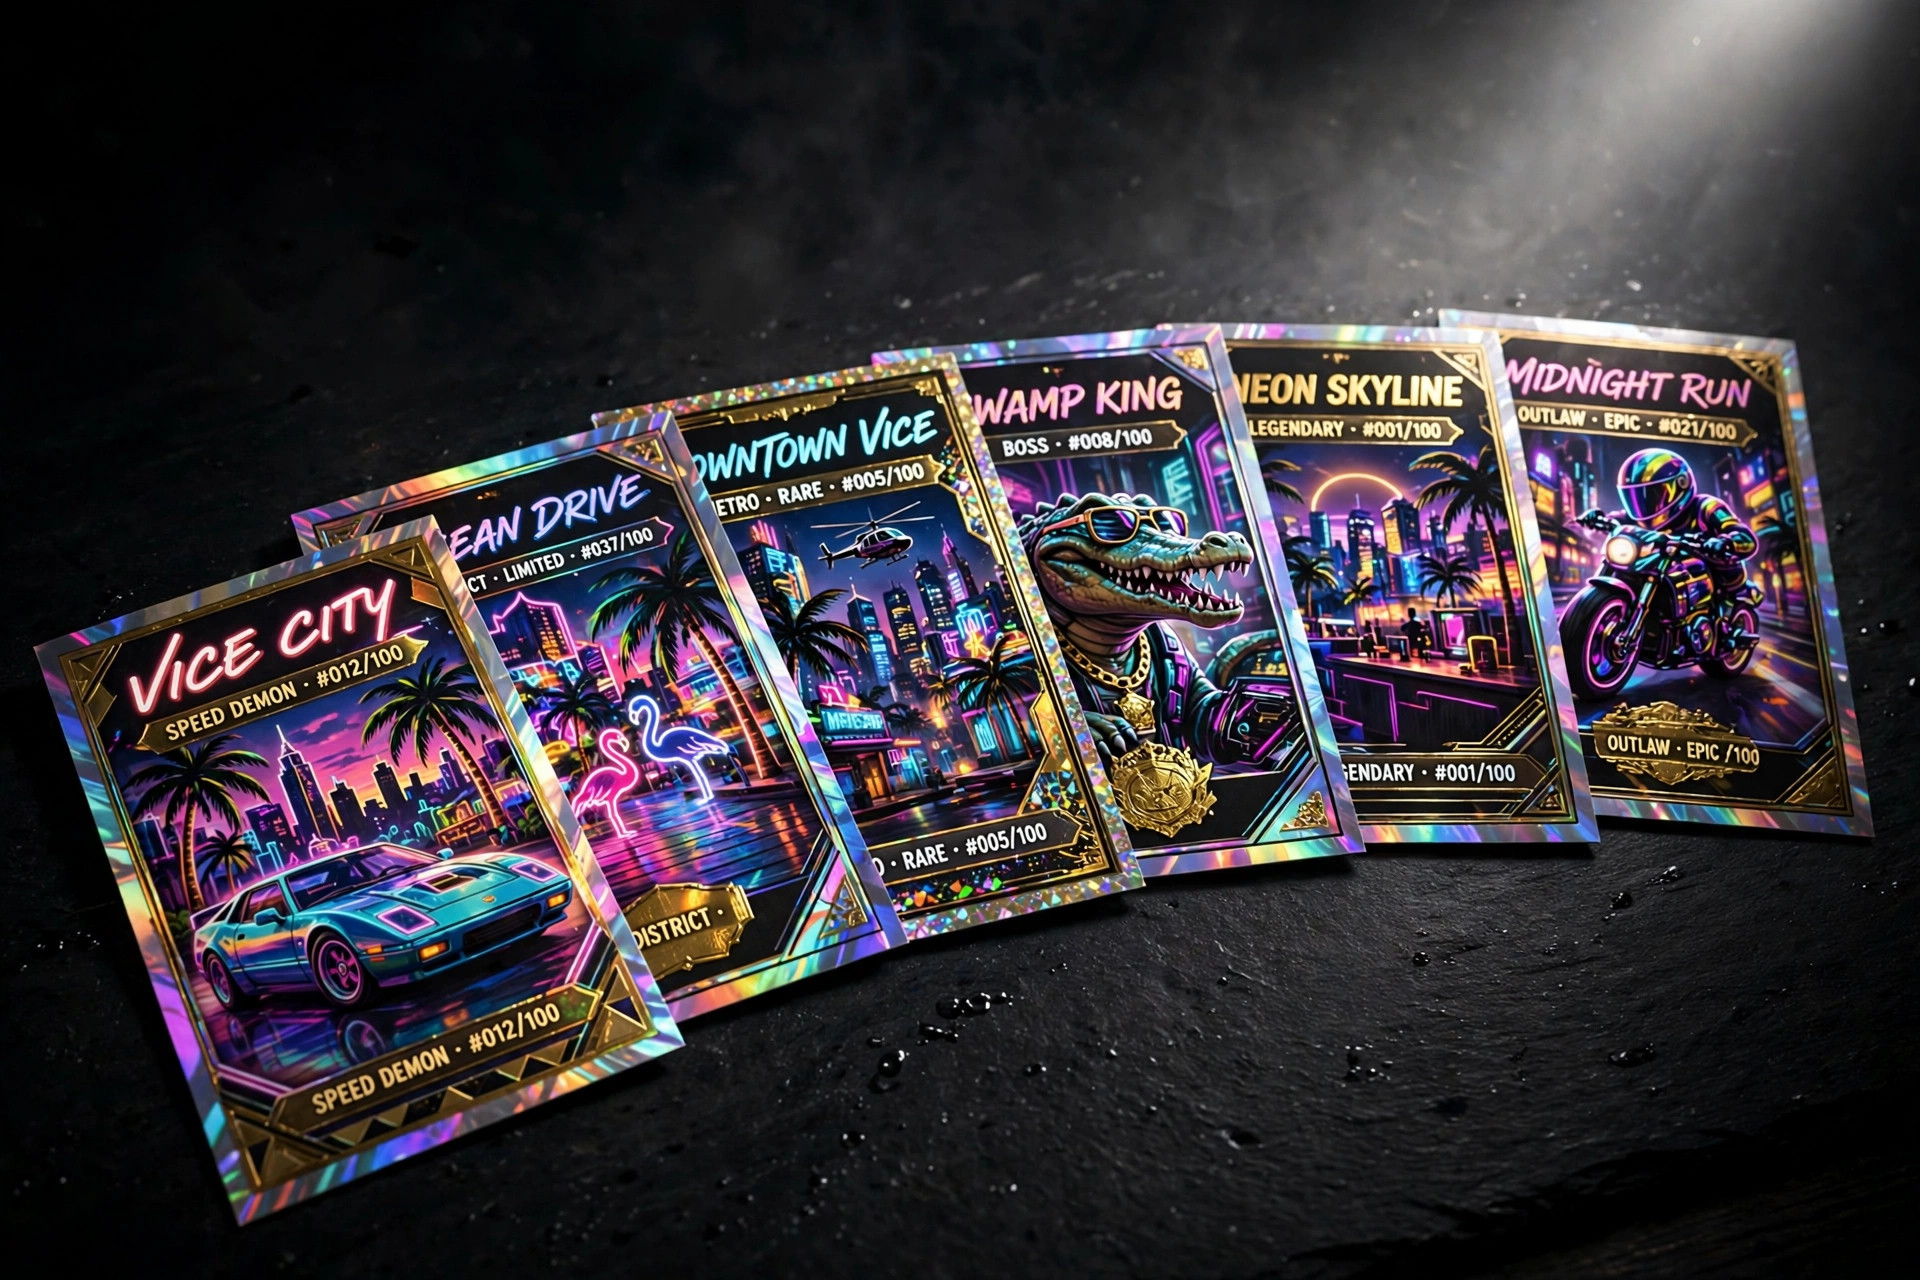 VICE CITY
SPEED DEMON · #012/100
SPEED DEMON · #012/100
EAN DRIVE
CT · LIMITED · #037/100
DISTRICT ·
OWNTOWN VICE
ETRO · RARE · #005/100
O · RARE · #005/100
WAMP KING
BOSS · #008/100
NEON SKYLINE
LEGENDARY · #001/100
GENDARY · #001/100
MIDNIGHT RUN
OUTLAW · EPIC · #021/100
OUTLAW · EPIC /100